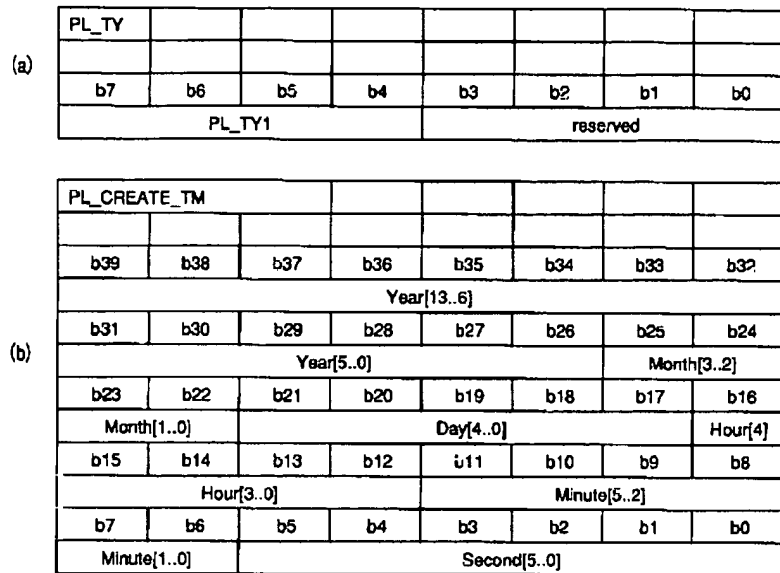 (a)
PL_TY
b7 b6 b5 b4 b3 b2 b1 b0
PL_TY1 reserved
(b)
PL_CREATE_TM
b39 b38 b37 b36 b35 b34 b33 b32
Year[13..6]
b31 b30 b29 b28 b27 b26 b25 b24
Year[5..0] Month[3..2]
b23 b22 b21 b20 b19 b18 b17 b16
Month[1..0] Day[4..0] Hour[4]
b15 b14 b13 b12 b11 b10 b9 b8
Hour[3..0] Minute[5..2]
b7 b6 b5 b4 b3 b2 b1 b0
Minute[1..0] Second[5..0]